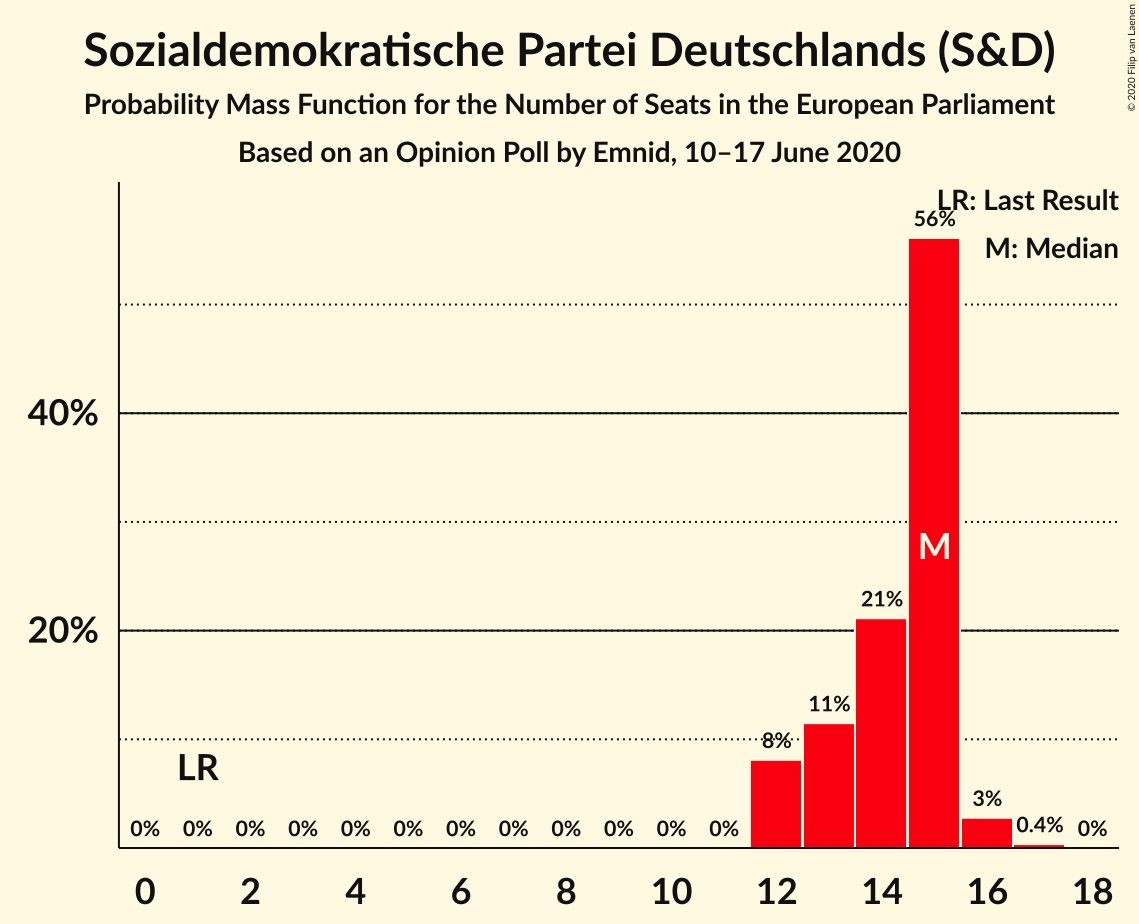 Sozialdemokratische Partei Deutschlands (S&D)
Probability Mass Function for the Number of Seats in the European Parliament
Based on an Opinion Poll by Emnid, 10–17 June 2020
© 2020 Filip van Laenen
LR: Last Result
M: Median
56%
40%
M
21%
20%
11%
8%
LR
3%
0.4%
0% 0% 0% 0% 0% 0% 0% 0% 0% 0% 0% 0% 0%
0 2 4 6 8 10 12 14 16 18